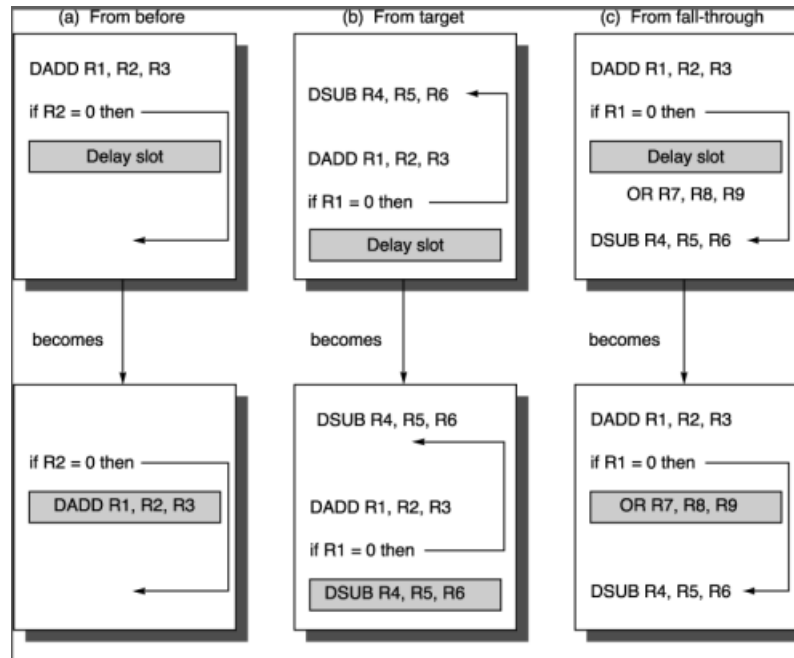 (a) From before
DADD R1, R2, R3
if R2 = 0 then
Delay slot
becomes
if R2 = 0 then
DADD R1, R2, R3
(b) From target
DSUB R4, R5, R6
DADD R1, R2, R3
if R1 = 0 then
Delay slot
becomes
DSUB R4, R5, R6
DADD R1, R2, R3
if R1 = 0 then
DSUB R4, R5, R6
(c) From fall-through
DADD R1, R2, R3
if R1 = 0 then
Delay slot
OR R7, R8, R9
DSUB R4, R5, R6
becomes
DADD R1, R2, R3
if R1 = 0 then
OR R7, R8, R9
DSUB R4, R5, R6